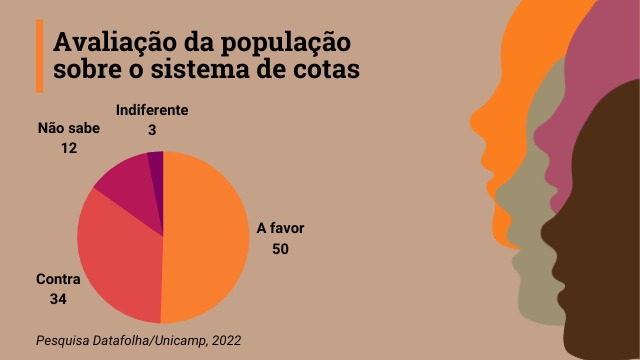 Avaliação da população
sobre o sistema de cotas
Indiferente
3
Não sabe
12
A favor
50
Contra
34
Pesquisa Datafolha/Unicamp, 2022